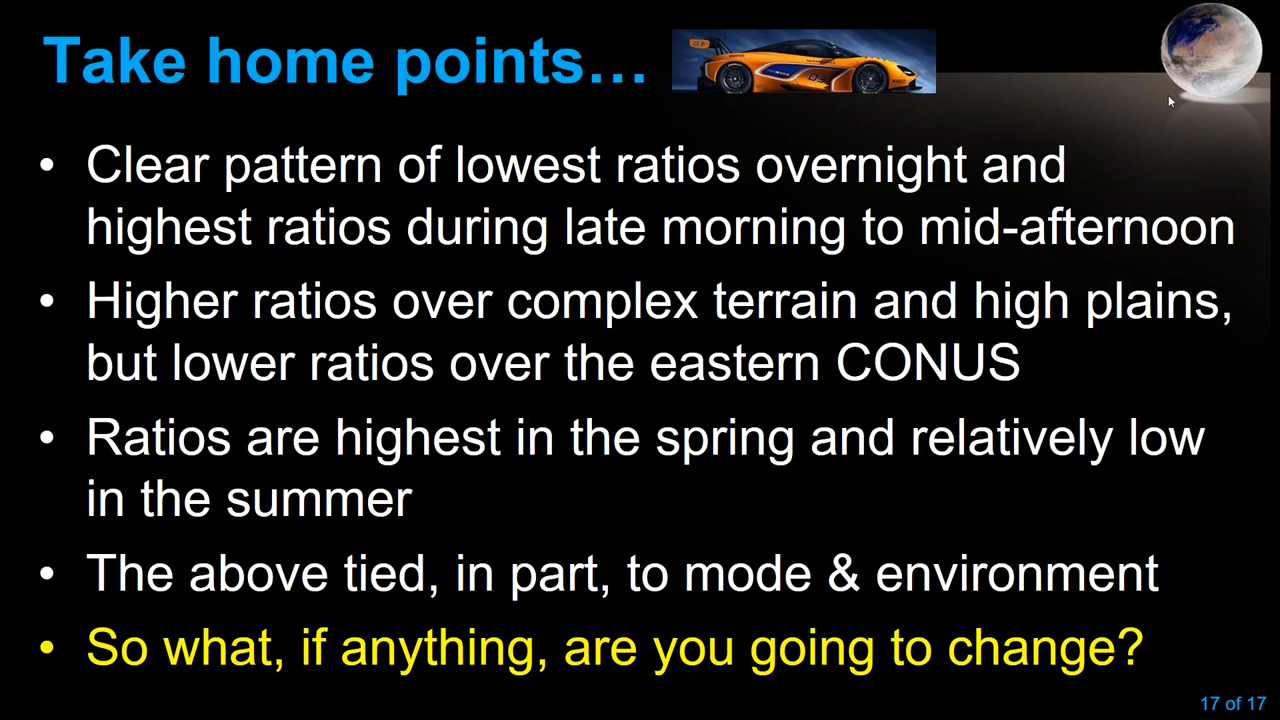 Take home points…
03
• Clear pattern of lowest ratios overnight and
highest ratios during late morning to mid-afternoon
• Higher ratios over complex terrain and high plains,
but lower ratios over the eastern CONUS
• Ratios are highest in the spring and relatively low
in the summer
• The above tied, in part, to mode & environment
• So what, if anything, are you going to change?
17 of 17